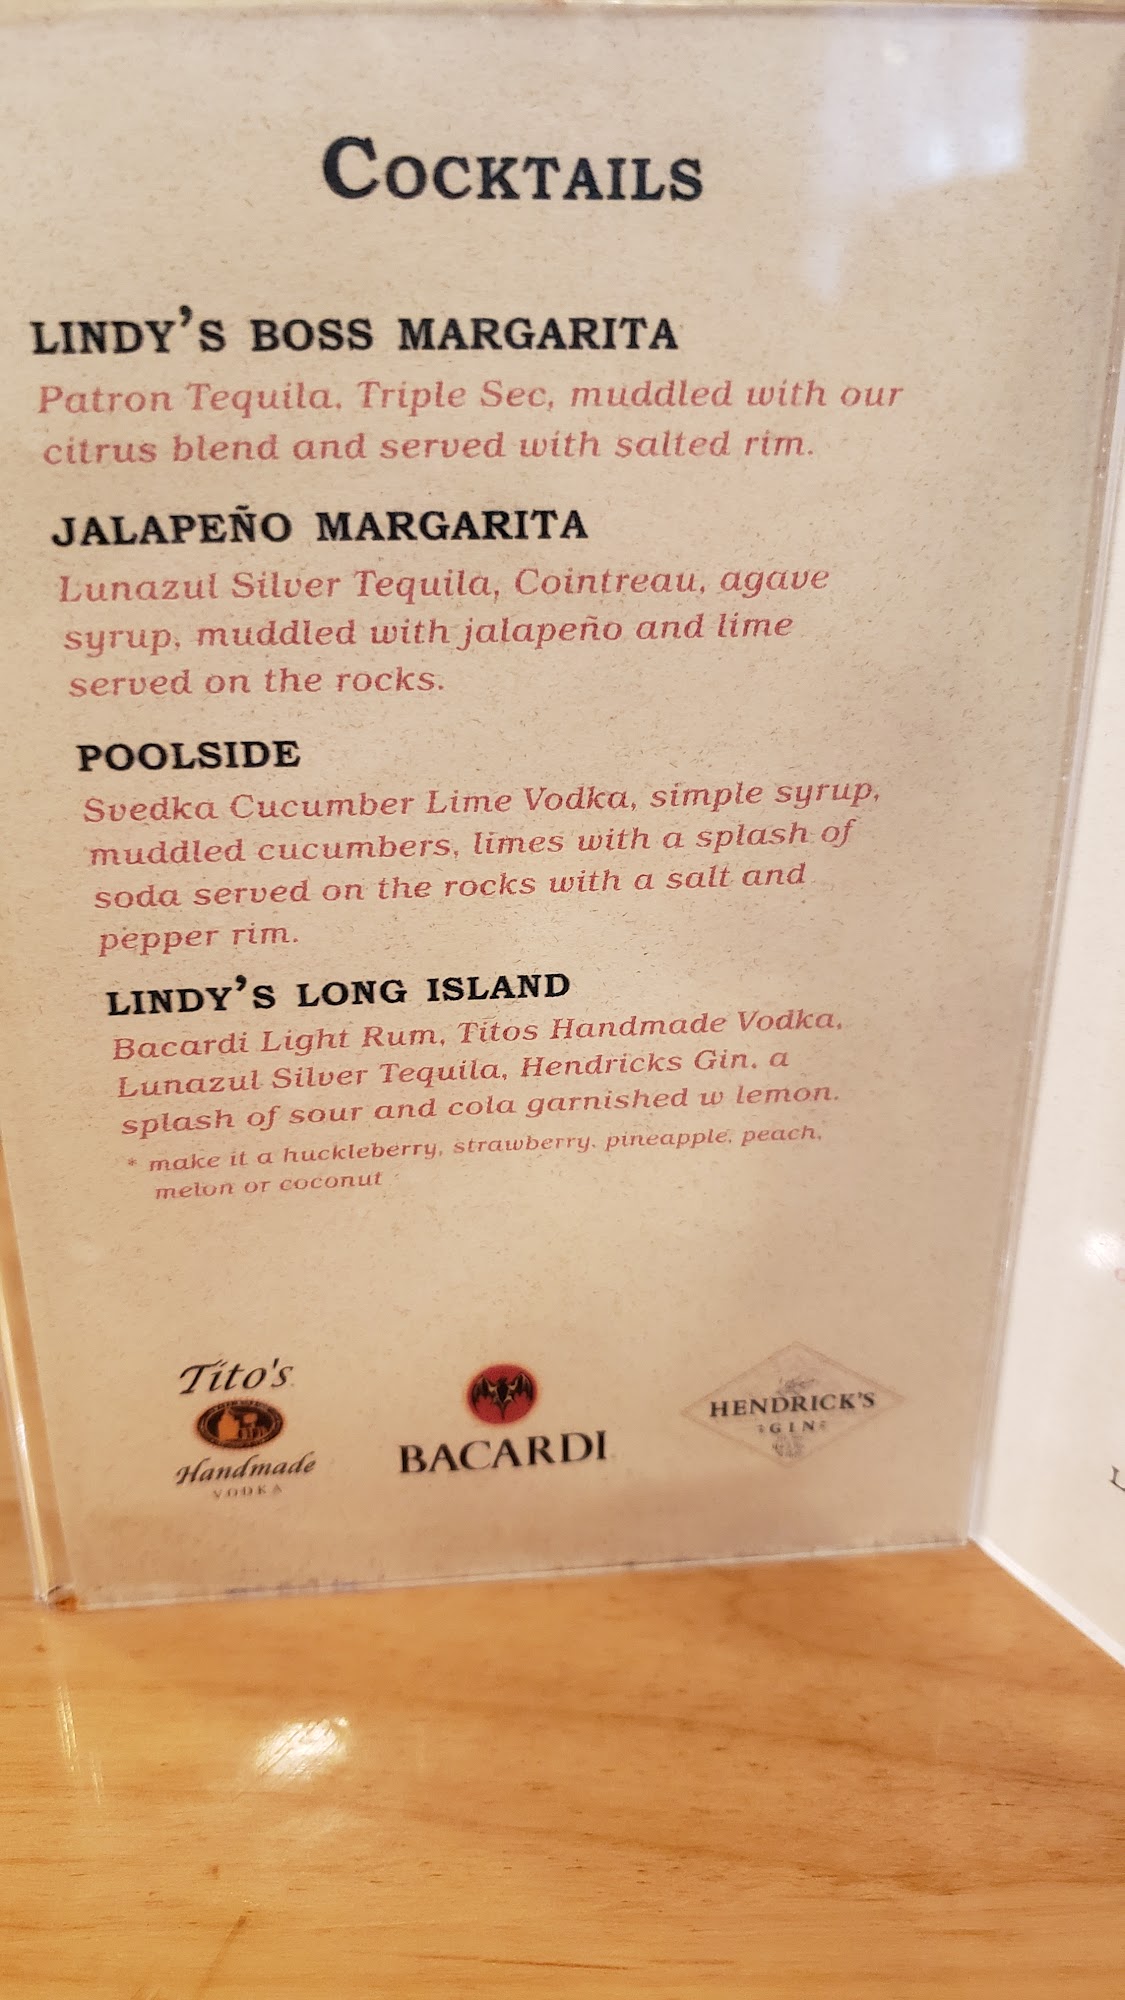 COCKTAILS
LINDY'S BOSS MARGARITA
Patron Tequila, Triple Sec, muddled with our
citrus blend and served with salted rim.
JALAPEÑO MARGARITA
Lunazul Silver Tequila, Cointreau, agave
syrup, muddled with jalapeño and lime
served on the rocks.
POOLSIDE
Svedka Cucumber Lime Vodka, simple syrup,
muddled cucumbers, limes with a splash of
soda served on the rocks with a salt and
pepper rim.
LINDY'S LONG ISLAND
Bacardi Light Rum, Titos Handmade Vodka,
Lunazul Silver Tequila, Hendricks Gin, a
splash of sour and cola garnished w lemon.
* make it a huckleberry, strawberry, pineapple, peach,
melon or coconut
Tito's
Handmade
VODKA
BACARDI
HENDRICK'S
GIN